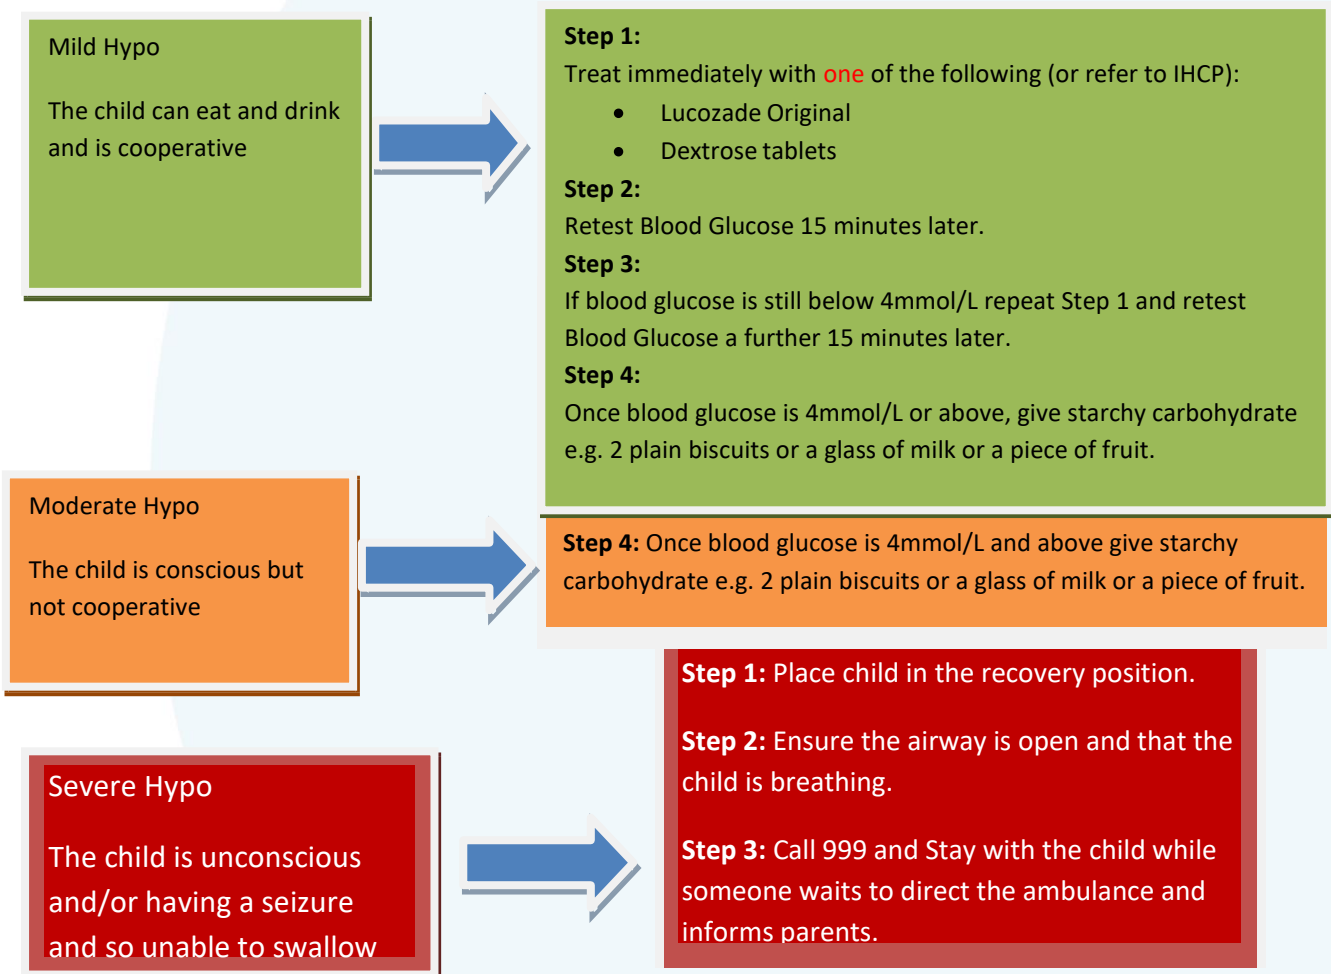 Mild Hypo
The child can eat and drink
and is cooperative
Step 1:
Treat immediately with one of the following (or refer to IHCP):
• Lucozade Original
• Dextrose tablets
Step 2:
Retest Blood Glucose 15 minutes later.
Step 3:
If blood glucose is still below 4mmol/L repeat Step 1 and retest
Blood Glucose a further 15 minutes later.
Step 4:
Once blood glucose is 4mmol/L or above, give starchy carbohydrate
e.g. 2 plain biscuits or a glass of milk or a piece of fruit.
Moderate Hypo
The child is conscious but
not cooperative
Step 4: Once blood glucose is 4mmol/L and above give starchy
carbohydrate e.g. 2 plain biscuits or a glass of milk or a piece of fruit.
Severe Hypo
The child is unconscious
and/or having a seizure
and so unable to swallow
Step 1: Place child in the recovery position.
Step 2: Ensure the airway is open and that the
child is breathing.
Step 3: Call 999 and Stay with the child while
someone waits to direct the ambulance and
informs parents.